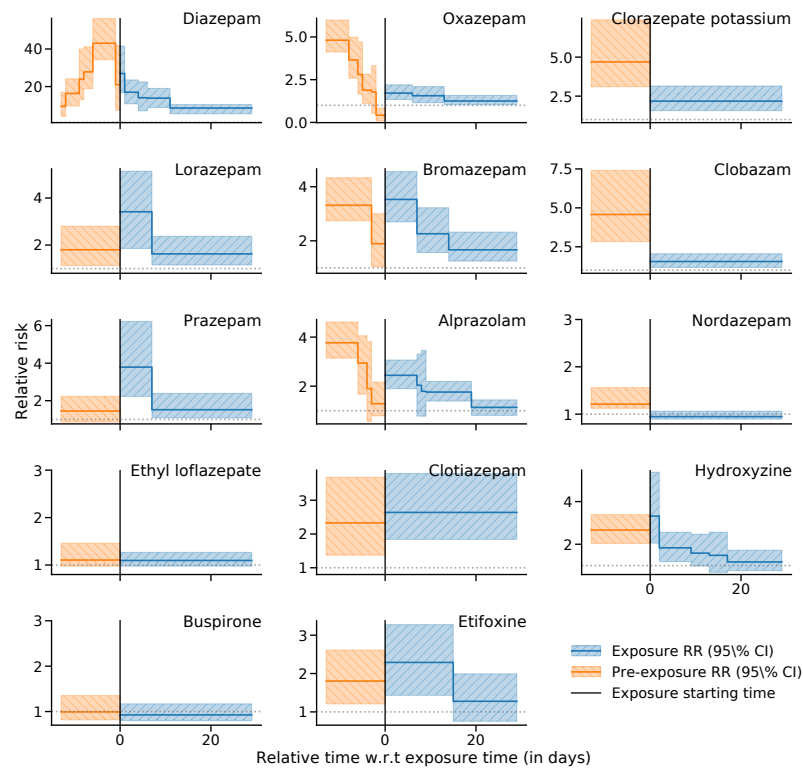 Diazepam
Oxazepam
Clorazepate potassium
40
20
5.0
2.5
0.0
5.0
2.5
Lorazepam
Bromazepam
Clobazam
4
2
4
2
7.5
5.0
2.5
Prazepam
Alprazolam
Nordazepam
6
4
2
4
2
3
2
1
Relative risk
Ethyl loflazepate
Clotiazepam
Hydroxyzine
3
2
1
3
2
1
4
2
0
20
Buspirone
Etifoxine
3
2
1
3
2
1
0
20
0
20
Exposure RR (95\% CI)
Pre-exposure RR (95\% CI)
Exposure starting time
Relative time w.r.t exposure time (in days)